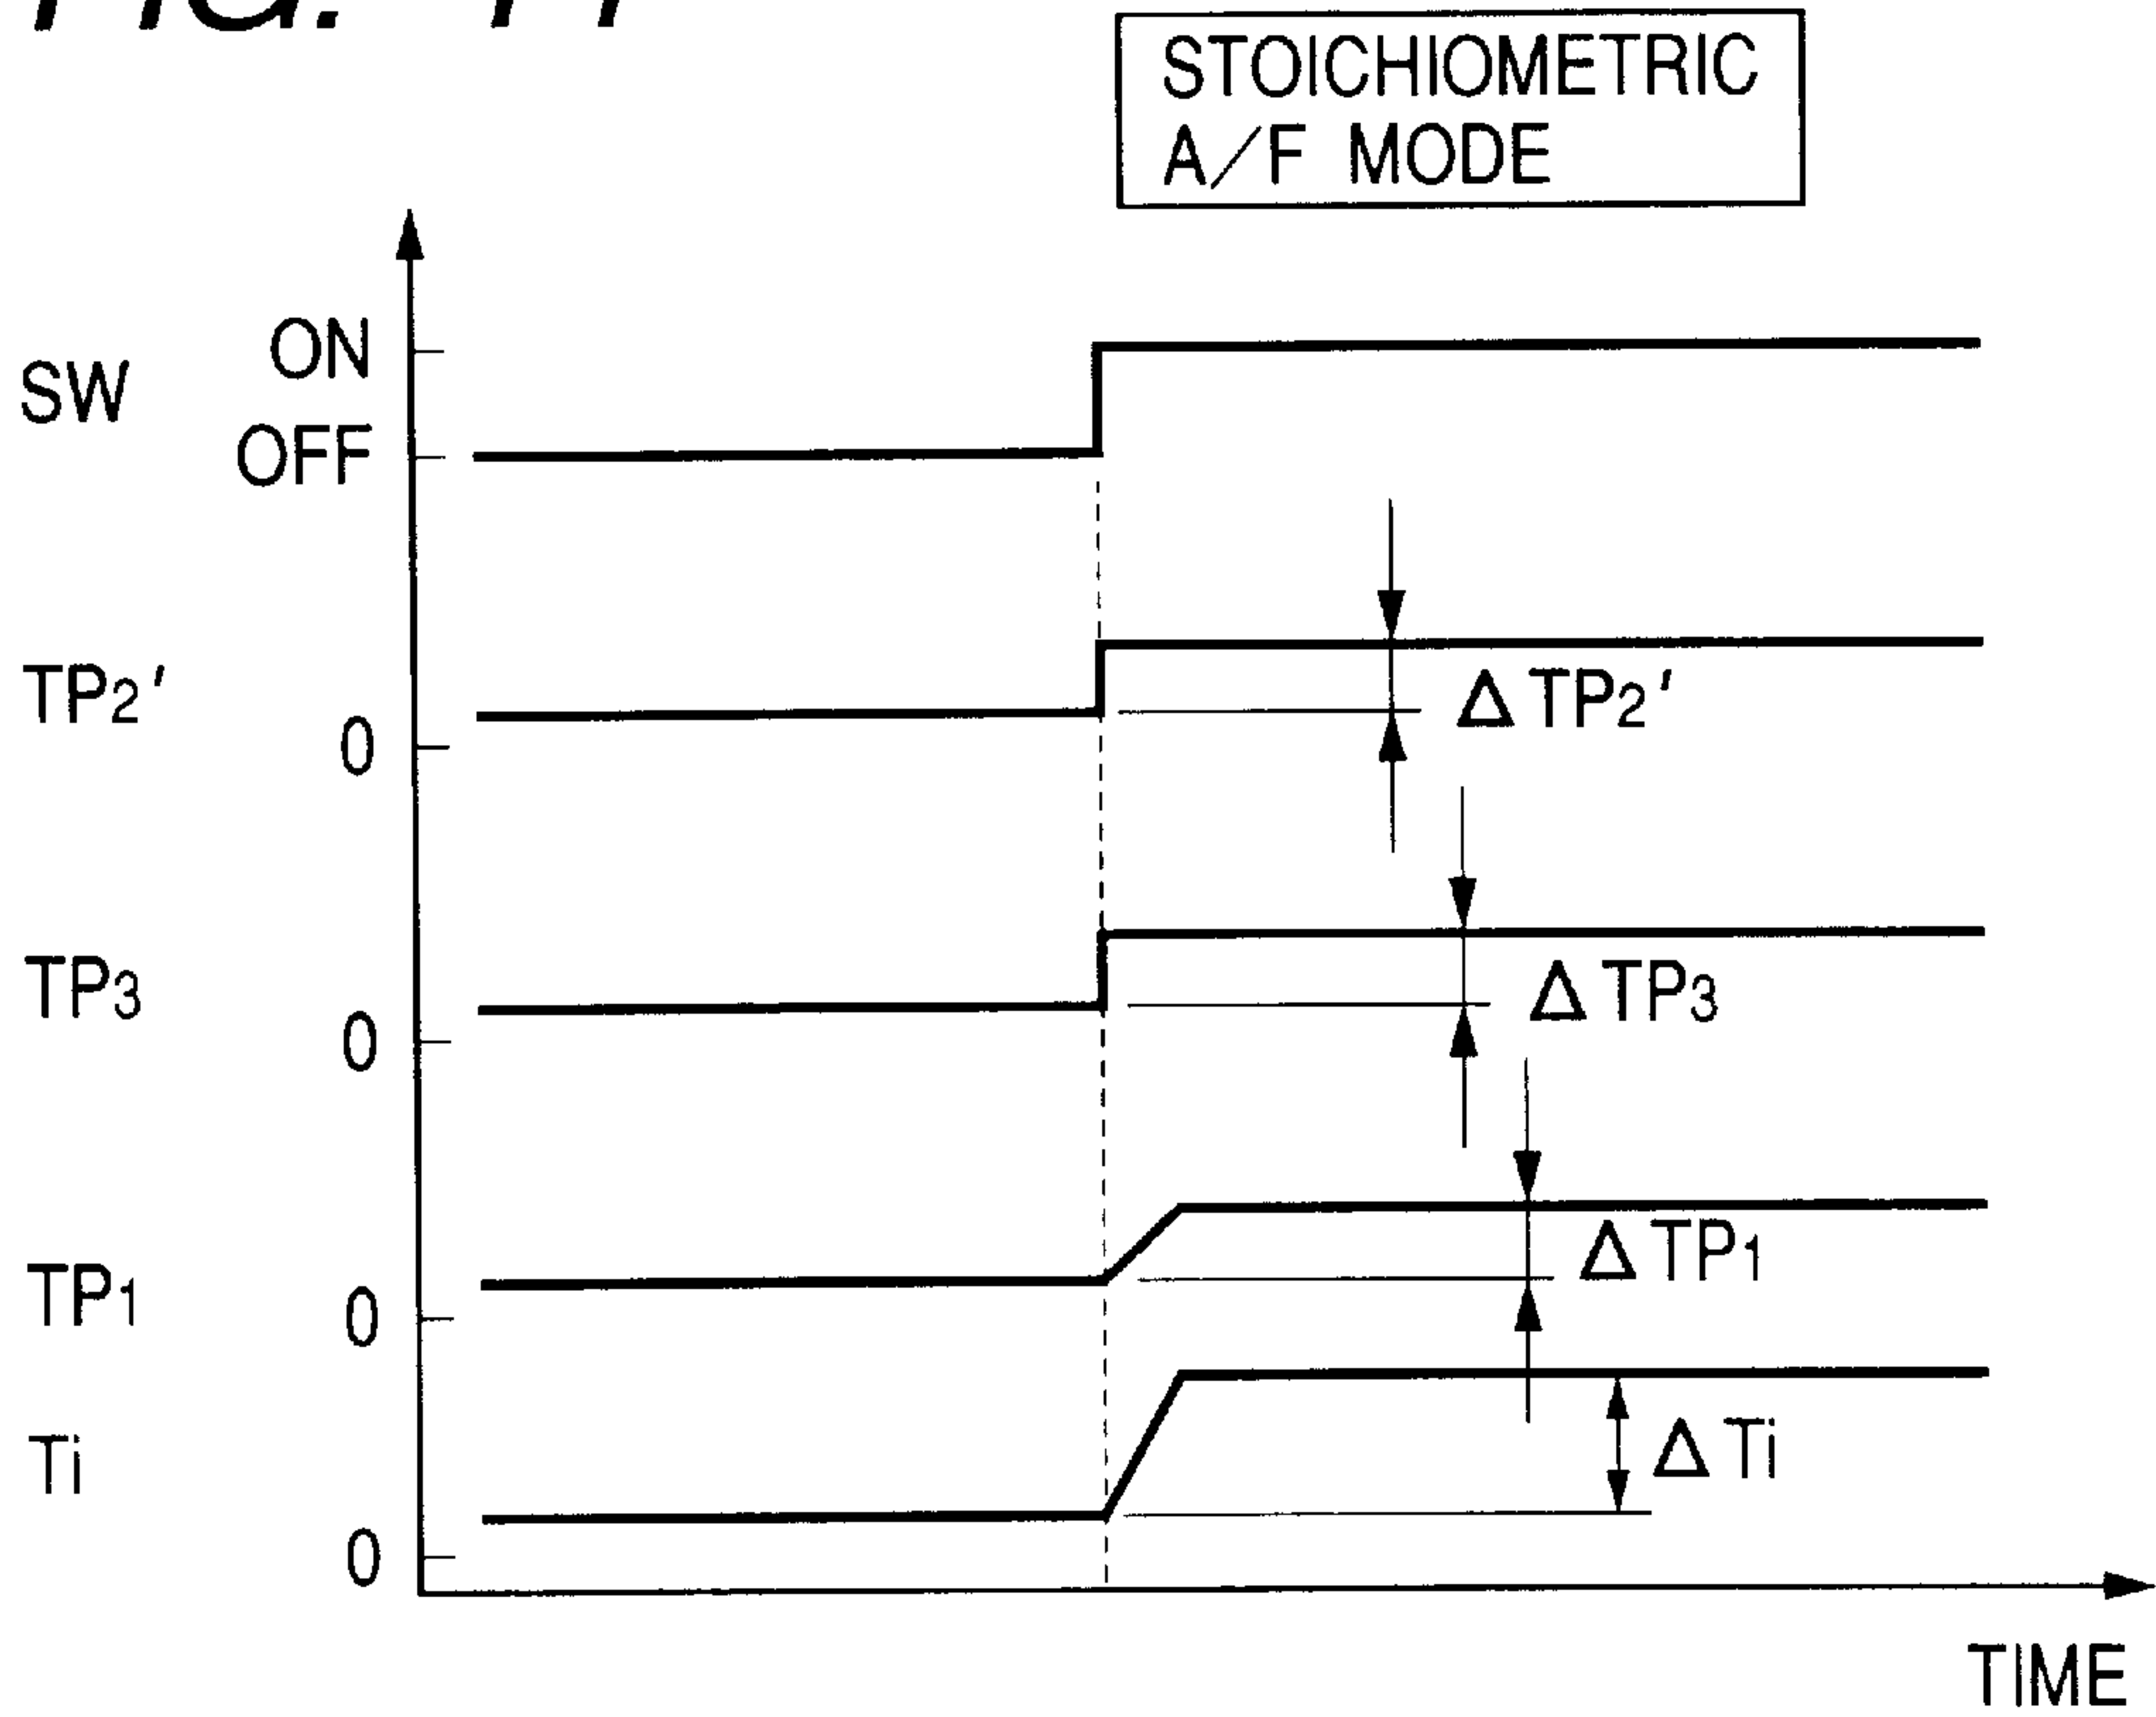 STOICHIOMETRIC
A/F MODE
SW
ON
OFF
TP2'
0
ΔTP2'
TP3
0
ΔTP3
TP1
0
ΔTP1
Ti
0
ΔTi
TIME